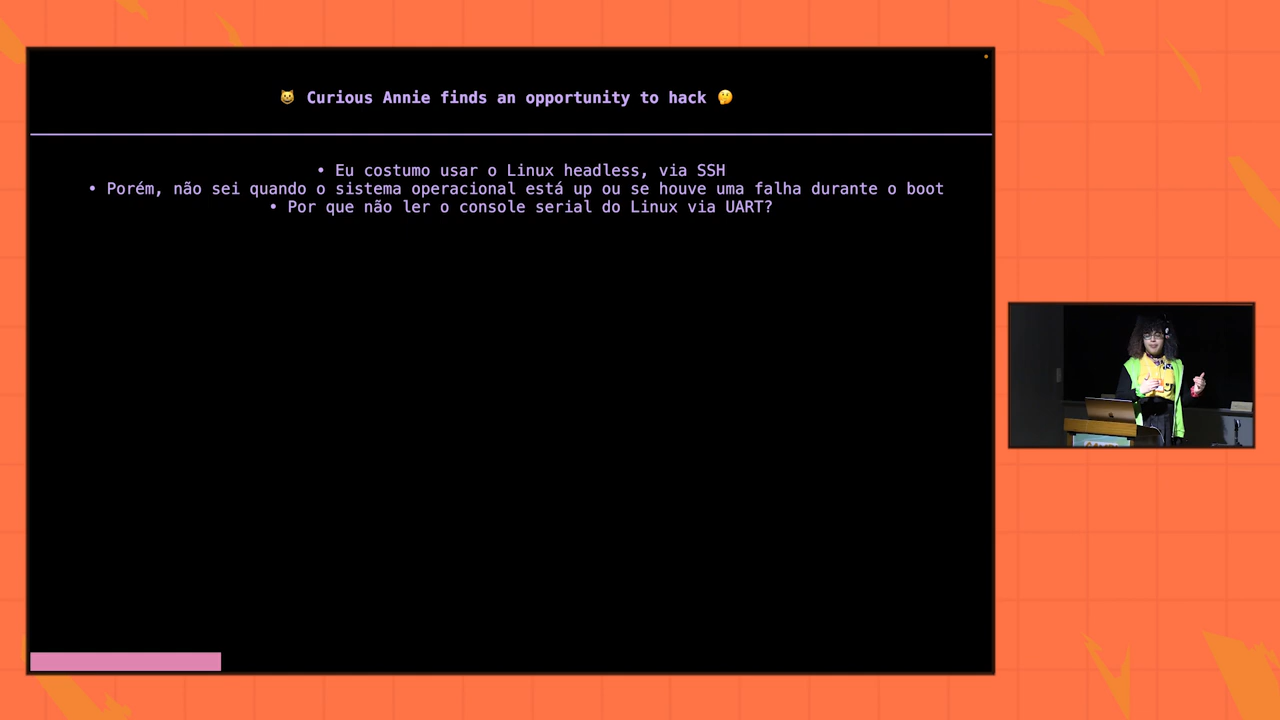 😺 Curious Annie finds an opportunity to hack 🤔
• Eu costumo usar o Linux headless, via SSH
• Porém, não sei quando o sistema operacional está up ou se houve uma falha durante o boot
• Por que não ler o console serial do Linux via UART?